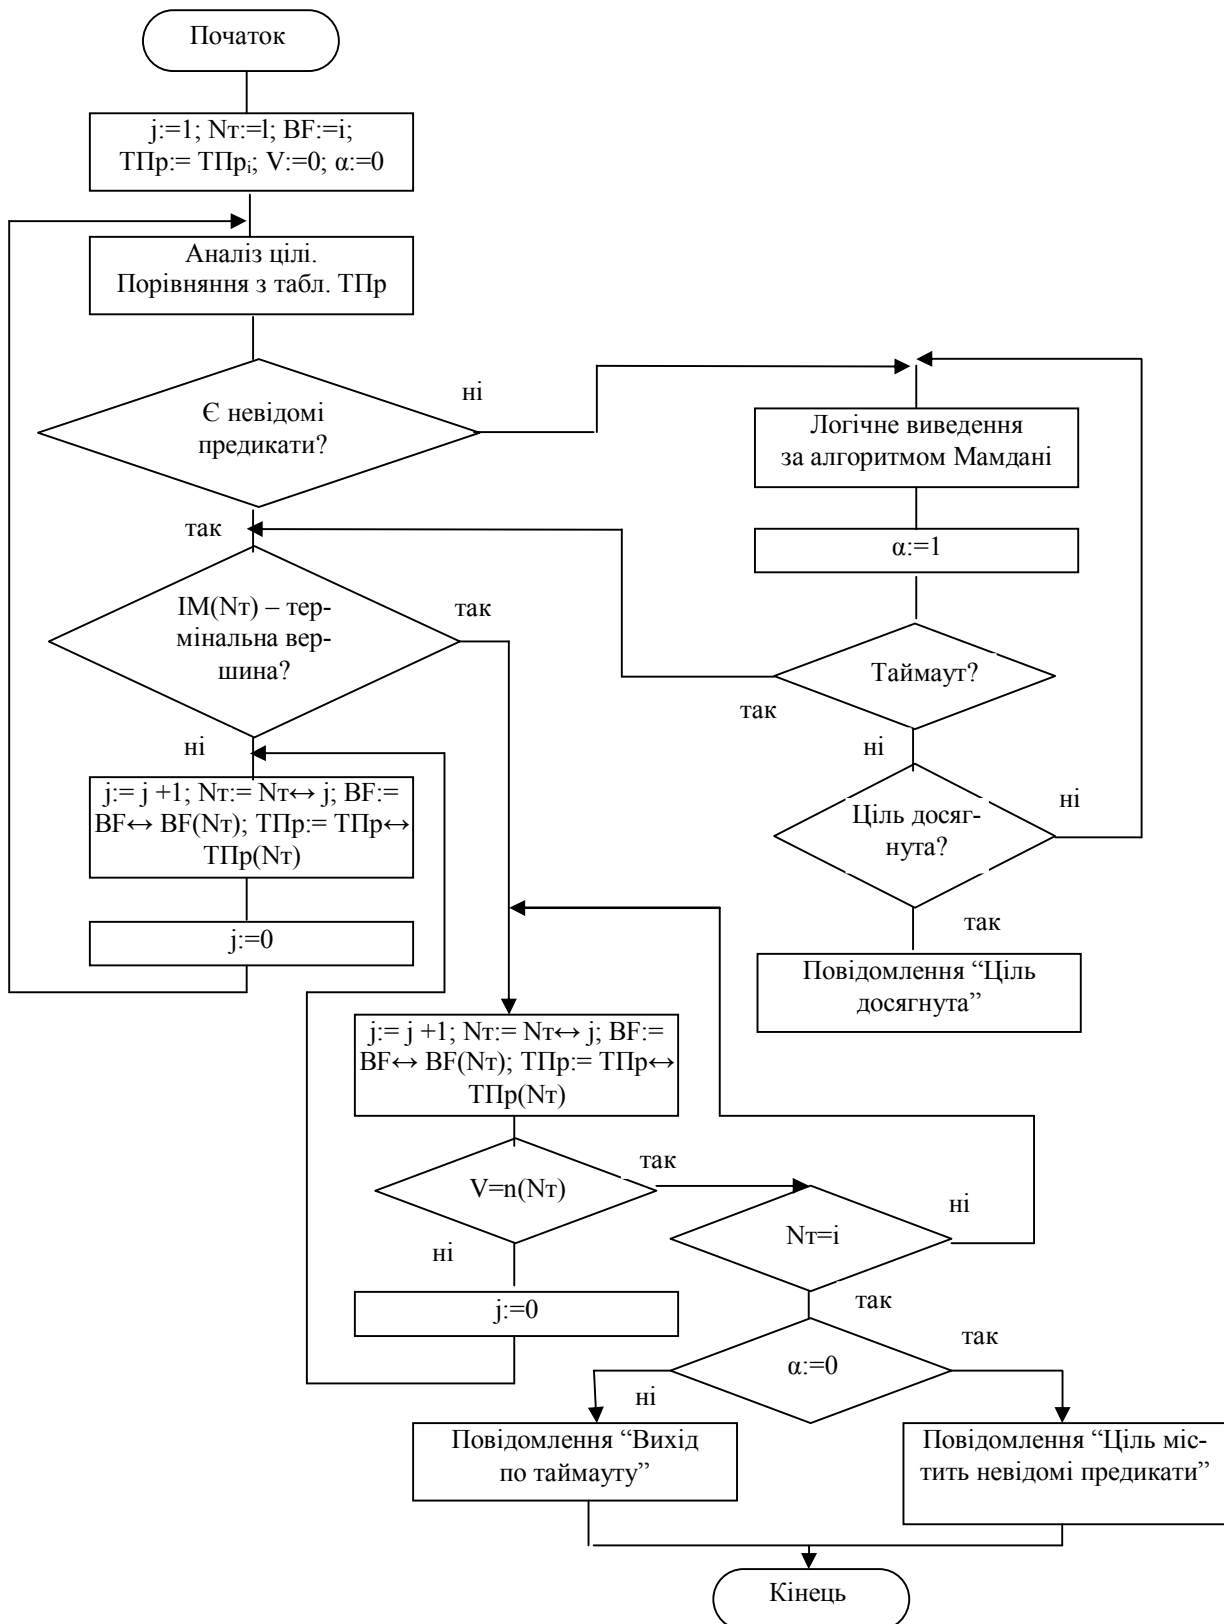 Початок
j:=1; Nт:=l; BF:=i;
ТПр:= ТПрᵢ; V:=0; α:=0
Аналіз цілі.
Порівняння з табл. ТПр
Є невідомі
предикати?
ні
так
Логічне виведення
за алгоритмом Мамдані
α:=1
Таймаут?
так
ні
Ціль досяг-
нута?
ні
так
Повідомлення “Ціль
досягнута”
ІМ(Nт) – тер-
мінальна вер-
шина?
так
ні
j:= j +1; Nт:= Nт↔ j; BF:=
BF↔ BF(Nт); ТПр:= ТПр↔
ТПр(Nт)
j:=0
j:= j +1; Nт:= Nт↔ j; BF:=
BF↔ BF(Nт); ТПр:= ТПр↔
ТПр(Nт)
V=n(Nт)
так
ні
j:=0
Nт=i
ні
так
α:=0
так
ні
Повідомлення “Вихід
по таймауту”
Повідомлення “Ціль міс-
тить невідомі предикати”
Кінець